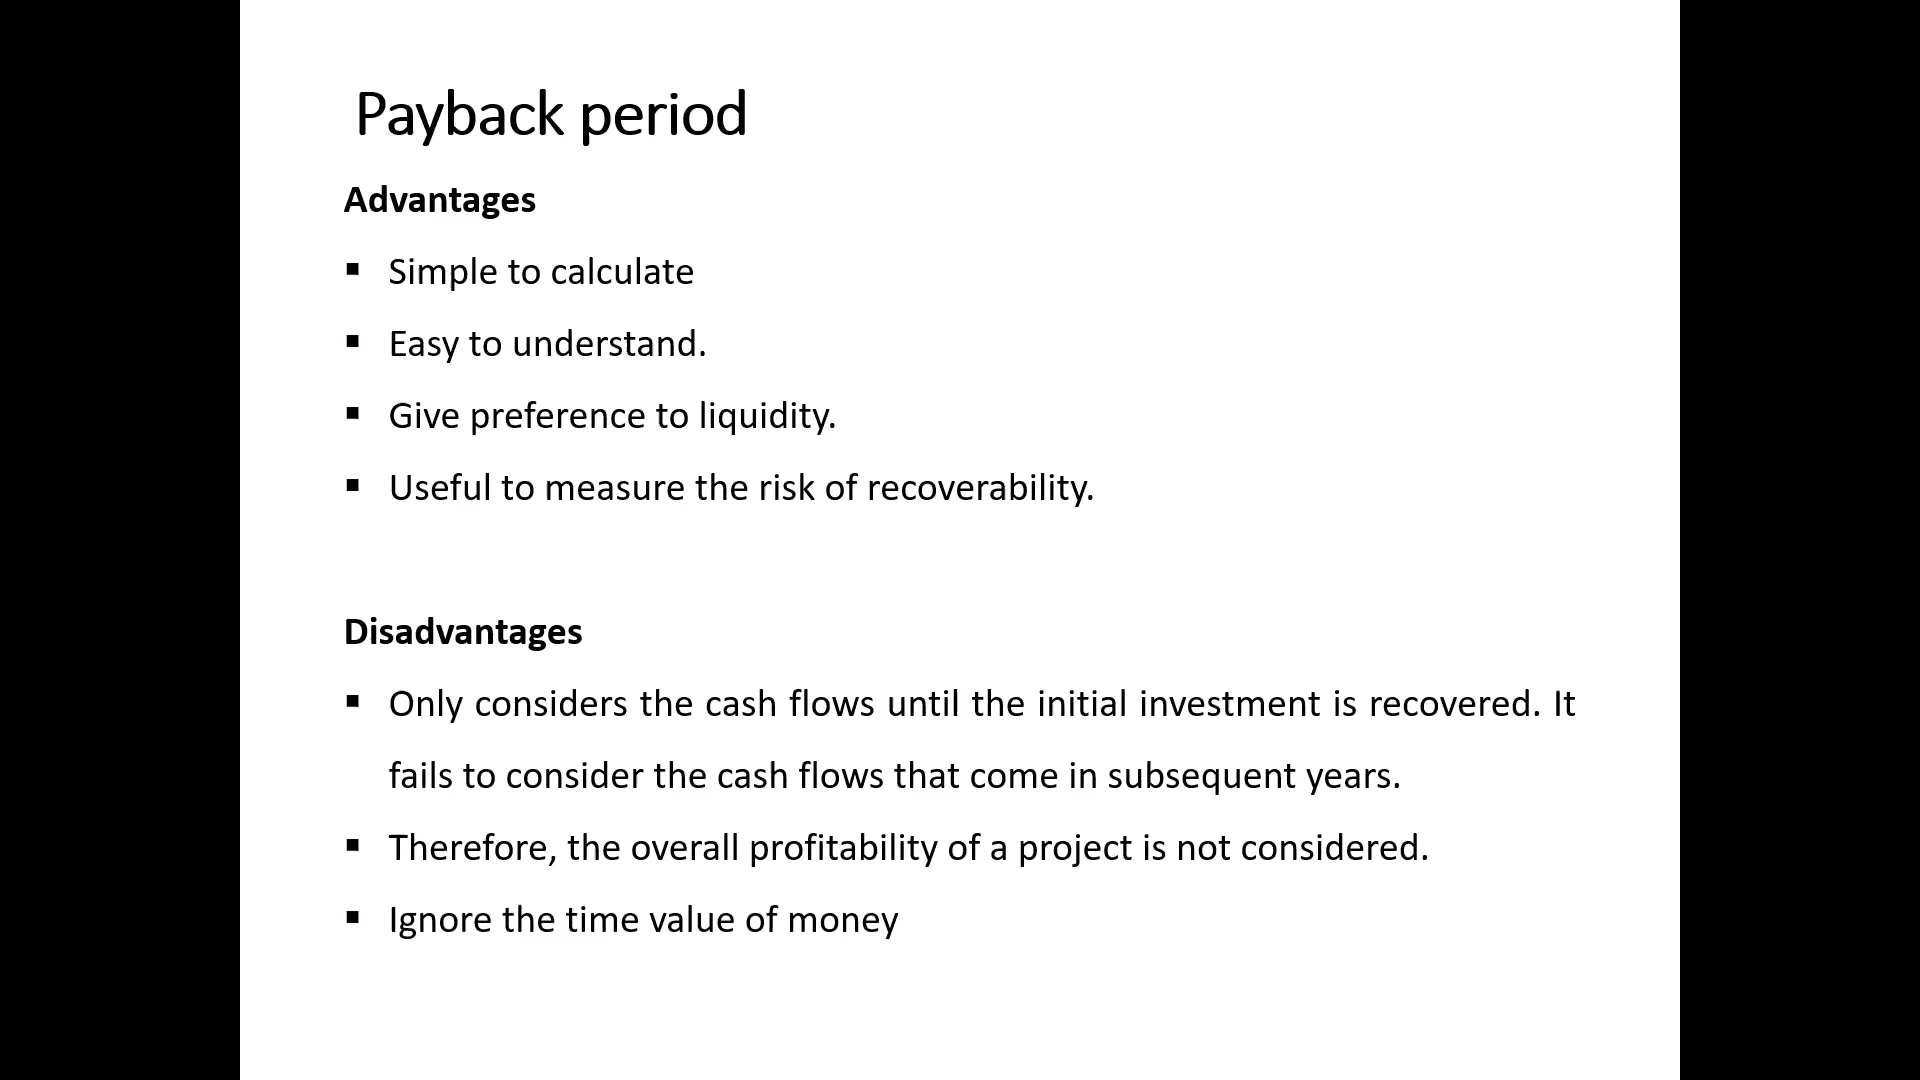 Payback period
Advantages
▪ Simple to calculate
▪ Easy to understand.
▪ Give preference to liquidity.
▪ Useful to measure the risk of recoverability.
Disadvantages
▪ Only considers the cash flows until the initial investment is recovered. It
fails to consider the cash flows that come in subsequent years.
▪ Therefore, the overall profitability of a project is not considered.
▪ Ignore the time value of money